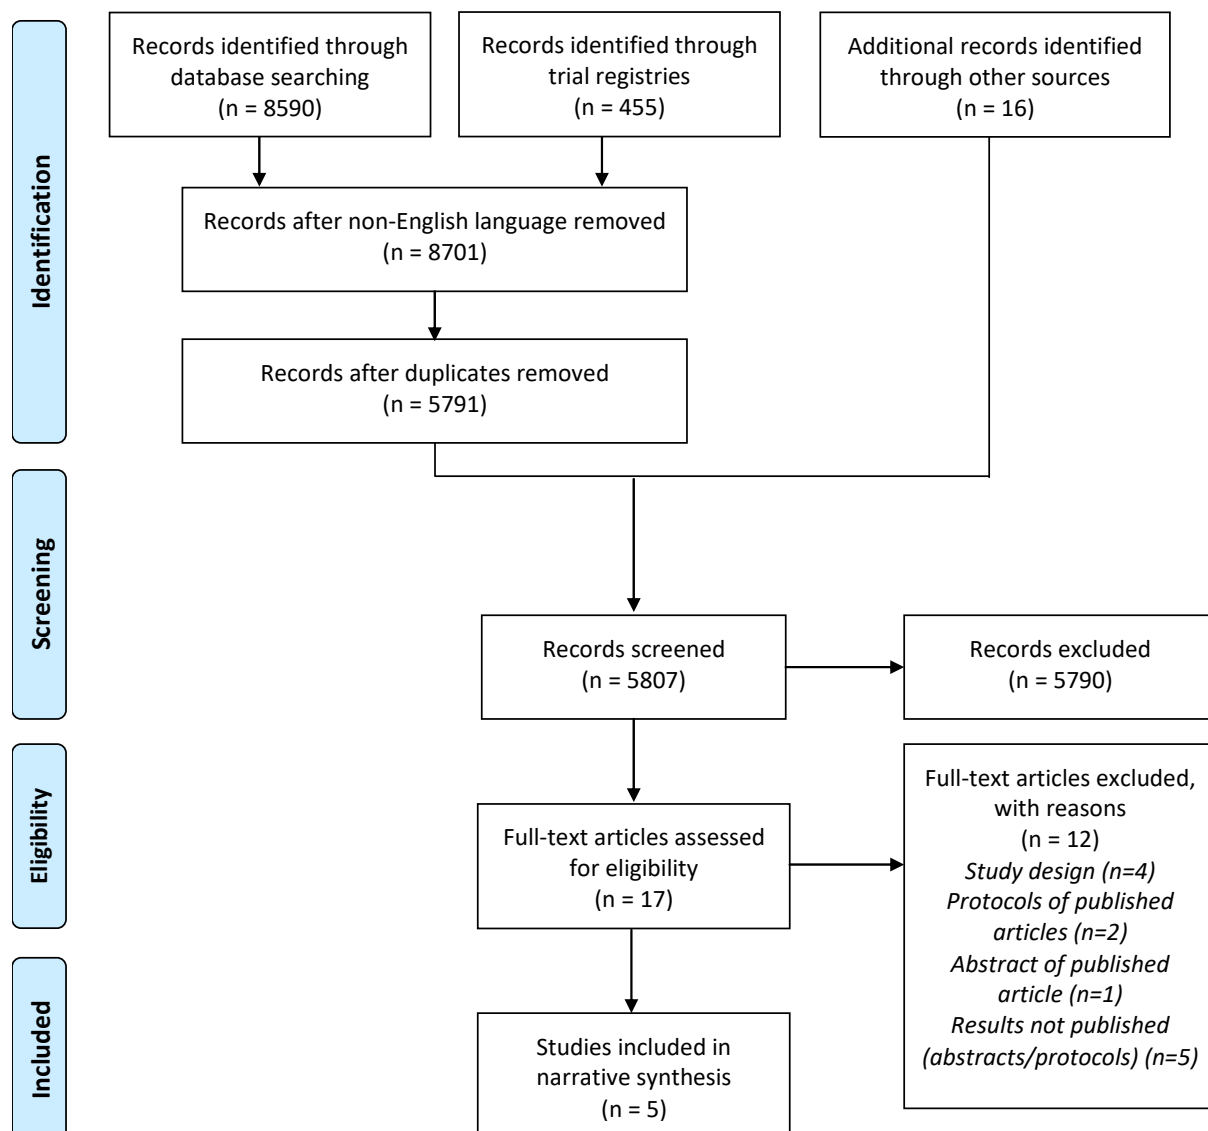 Identification
Records identified through
database searching
(n = 8590)
Records identified through
trial registries
(n = 455)
Additional records identified
through other sources
(n = 16)
Records after non-English language removed
(n = 8701)
Records after duplicates removed
(n = 5791)
Screening
Records screened
(n = 5807)
Records excluded
(n = 5790)
Eligibility
Full-text articles assessed
for eligibility
(n = 17)
Full-text articles excluded,
with reasons
(n = 12)
Study design (n=4)
Protocols of published
articles (n=2)
Abstract of published
article (n=1)
Results not published
(abstracts/protocols) (n=5)
Included
Studies included in
narrative synthesis
(n = 5)